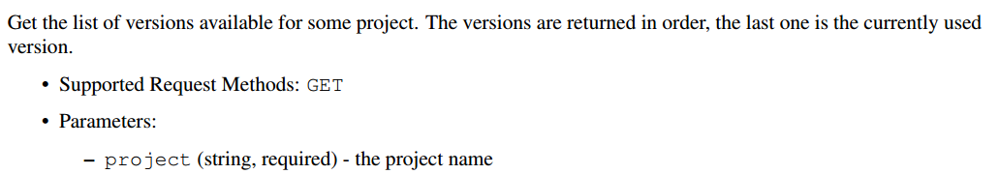 Get the list of versions available for some project. The versions are returned in order, the last one is the currently used
version.
• Supported Request Methods: GET
• Parameters:
– project (string, required) - the project name